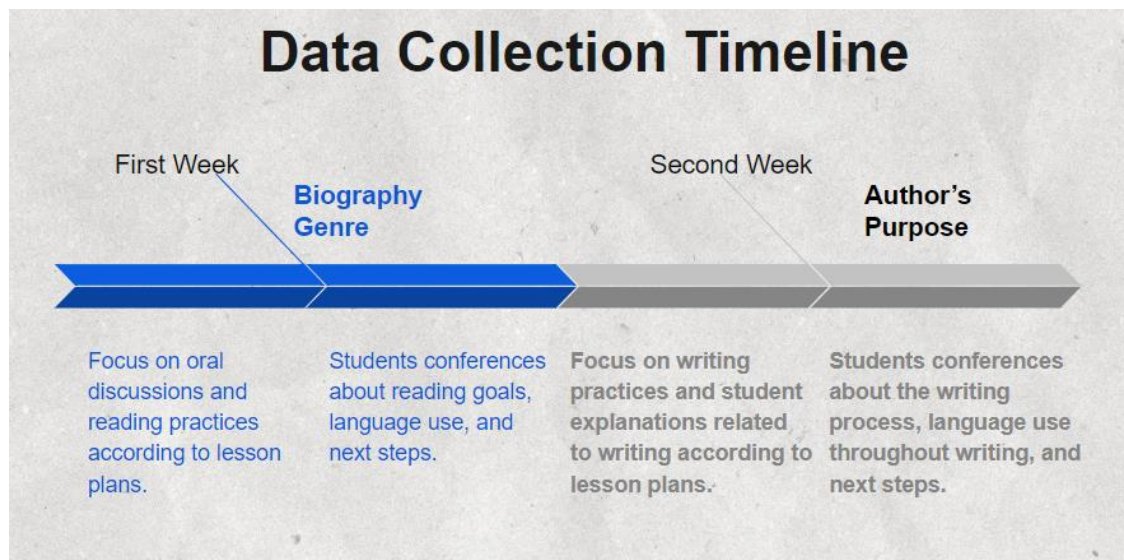 Data Collection Timeline
First Week
Biography
Genre
Second Week
Author's
Purpose
Focus on oral
discussions and
reading practices
according to lesson
plans.
Students conferences
about reading goals,
language use, and
next steps.
Focus on writing
practices and student
explanations related
to writing according to
lesson plans.
Students conferences
about the writing
process, language use
throughout writing, and
next steps.